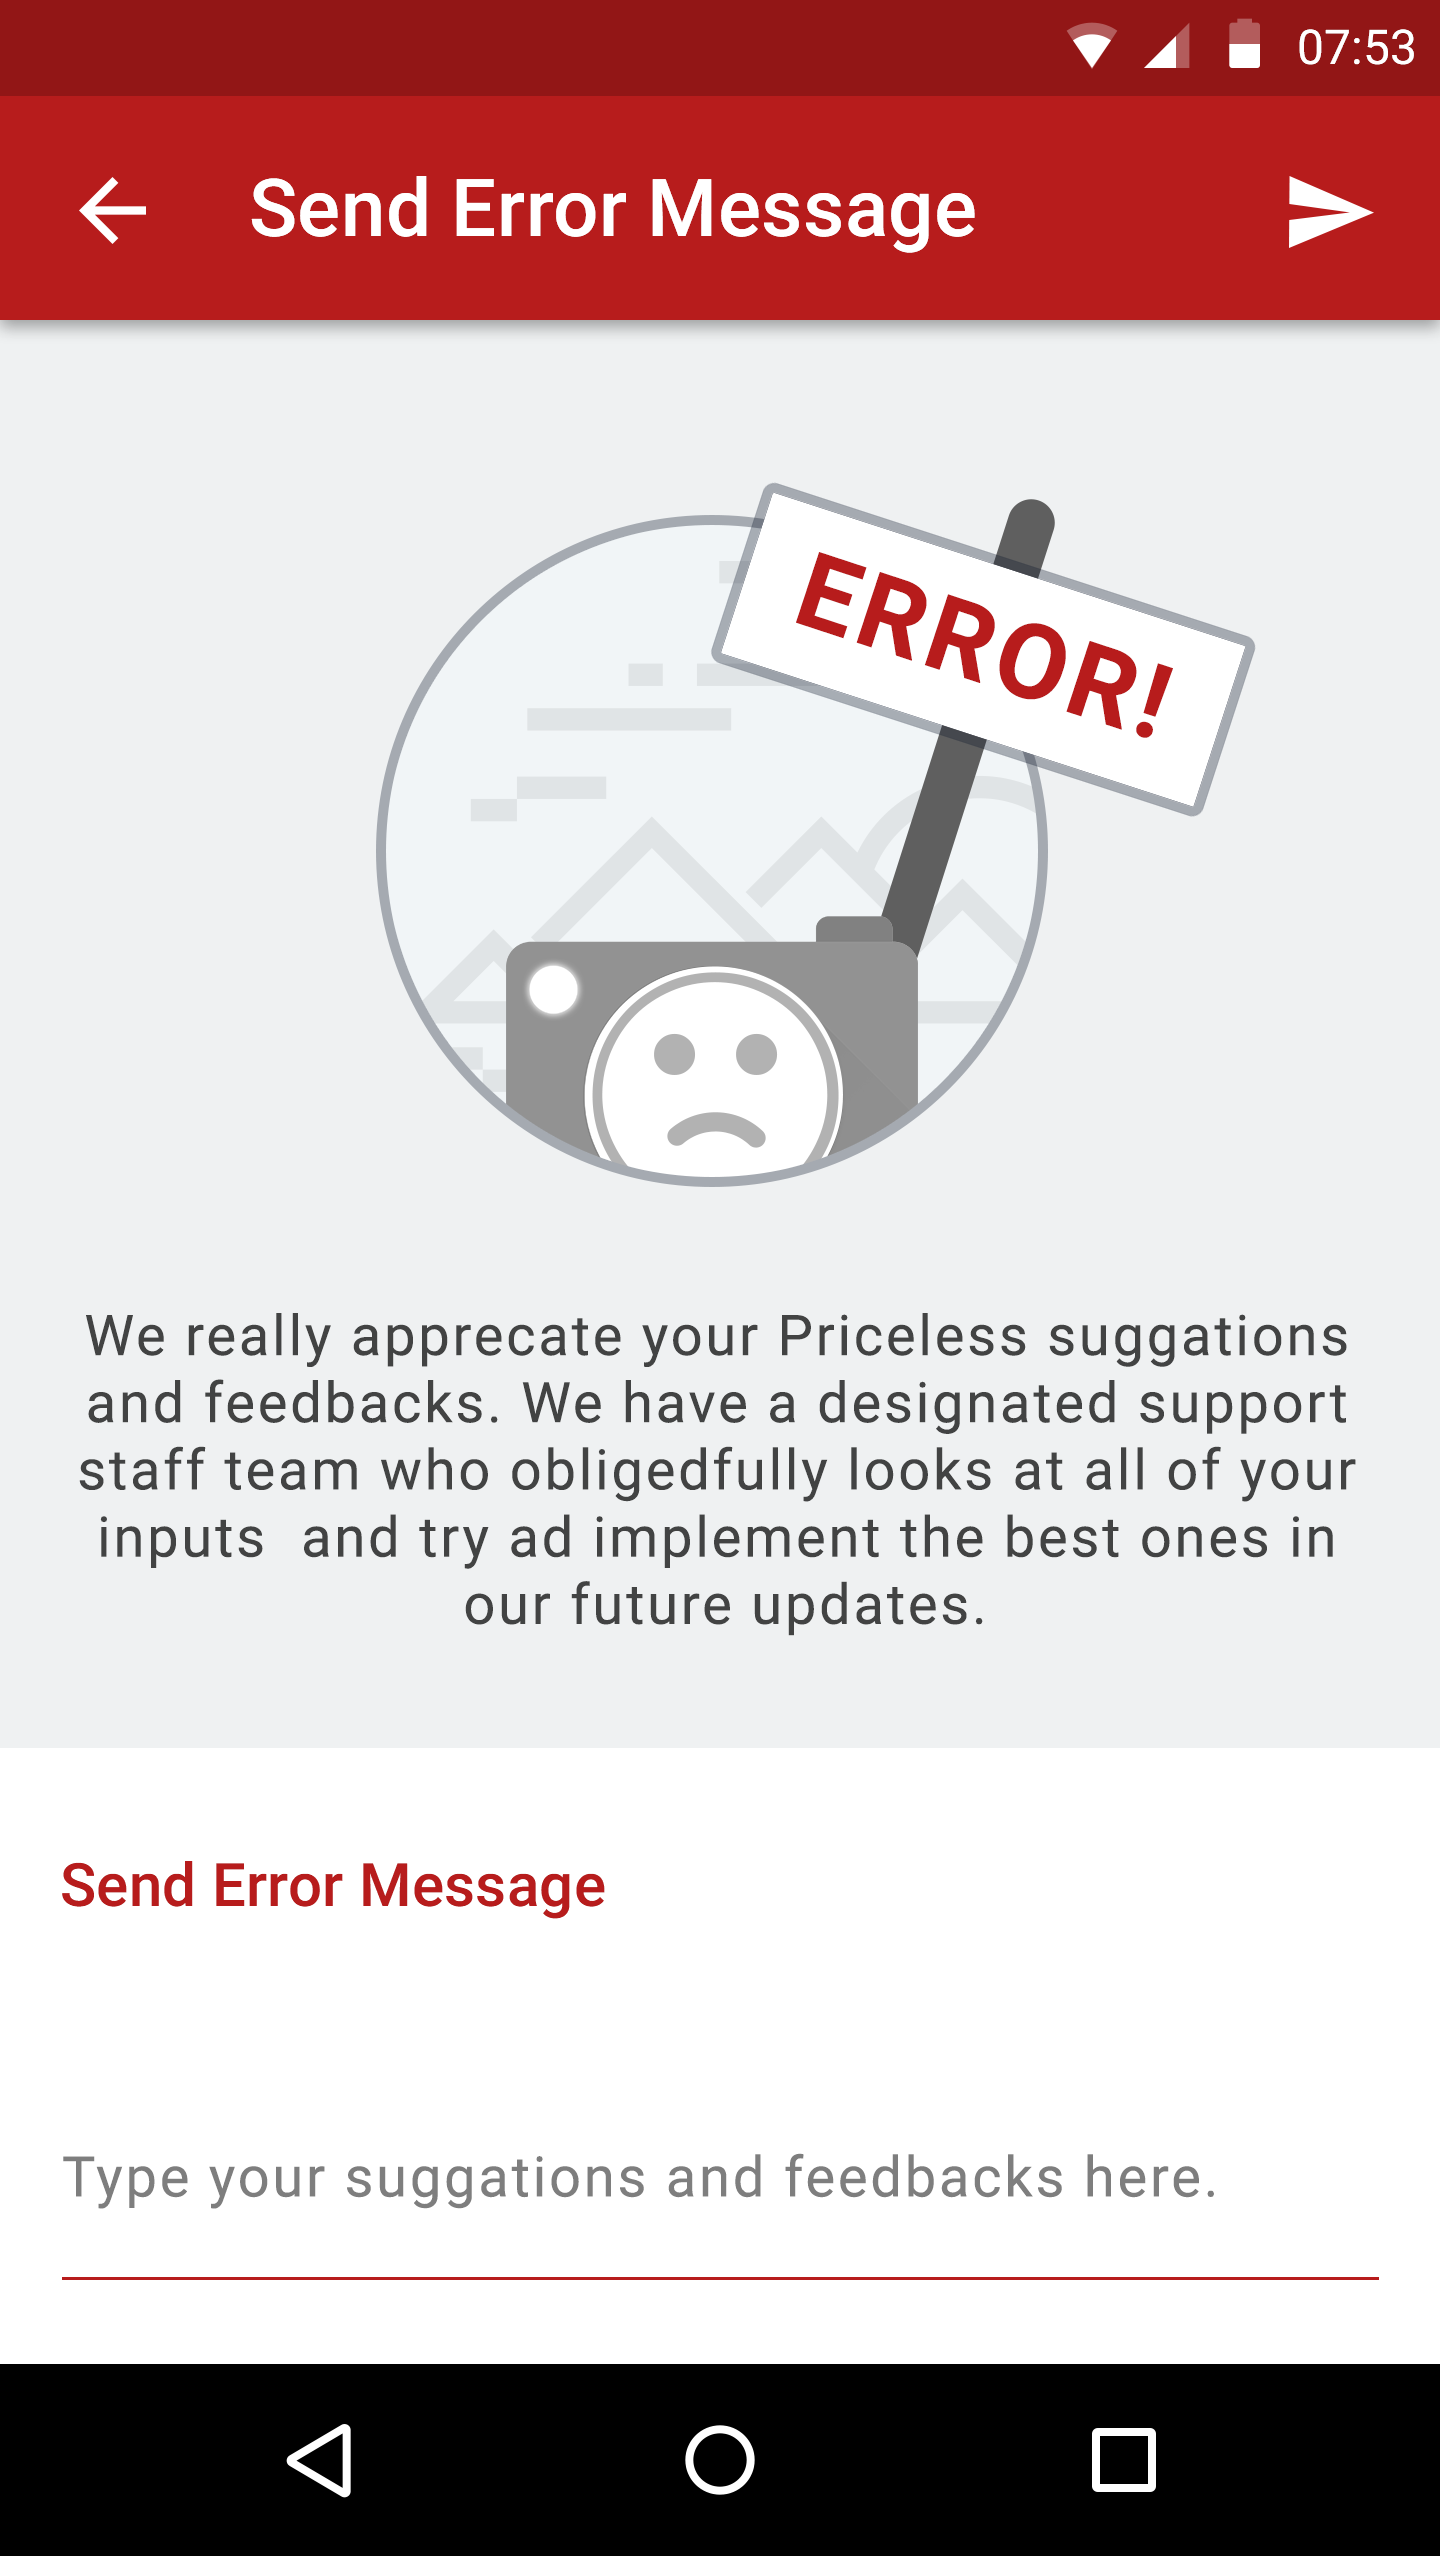 07:53
Send Error Message
ERROR!
We really apprecate your Priceless suggations
and feedbacks. We have a designated support
staff team who obligedfully looks at all of your
inputs  and try ad implement the best ones in
our future updates.
Send Error Message
Type your suggations and feedbacks here.